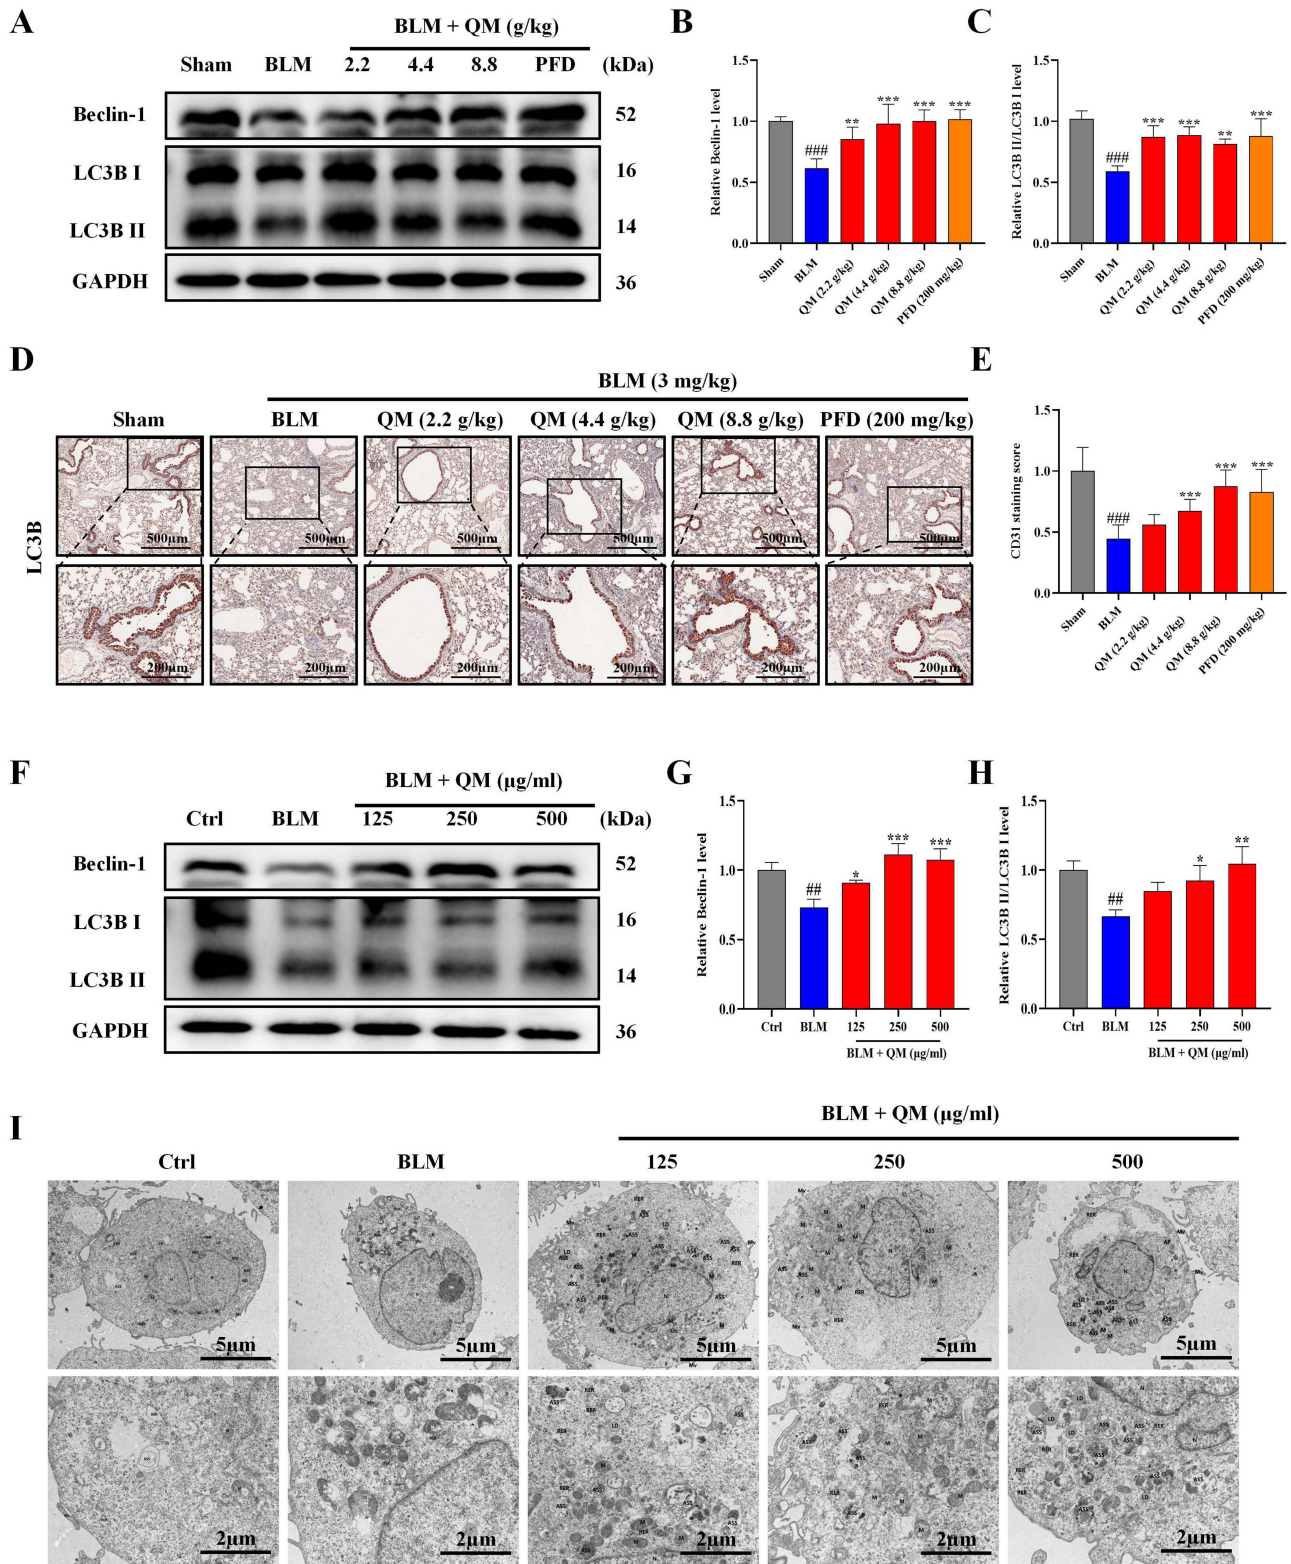 A
BLM + QM (g/kg)
Sham BLM 2.2 4.4 8.8 PFD (kDa)
Beclin-1 52
LC3B I 16
LC3B II 14
GAPDH 36
B
Relative Beclin-1 level
1.5
1.0
0.5
0.0
###
**
***
***
***
Sham
BLM
QM (2.2 g/kg)
QM (4.4 g/kg)
QM (8.8 g/kg)
PFD (200 mg/kg)
C
Relative LC3B II/LC3B I level
1.5
1.0
0.5
0.0
###
***
***
**
***
Sham
BLM
QM (2.2 g/kg)
QM (4.4 g/kg)
QM (8.8 g/kg)
PFD (200 mg/kg)
D
BLM (3 mg/kg)
Sham BLM QM (2.2 g/kg) QM (4.4 g/kg) QM (8.8 g/kg) PFD (200 mg/kg)
LC3B
500μm 500μm 500μm 500μm 500μm 500μm
200μm 200μm 200μm 200μm 200μm 200μm
E
CD31 staining score
1.5
1.0
0.5
0.0
###
***
***
***
Sham
BLM
QM (2.2 g/kg)
QM (4.4 g/kg)
QM (8.8 g/kg)
PFD (200 mg/kg)
F
BLM + QM (μg/ml)
Ctrl BLM 125 250 500 (kDa)
Beclin-1 52
LC3B I 16
LC3B II 14
GAPDH 36
G
Relative Beclin-1 level
1.5
1.0
0.5
0.0
##
*
***
***
Ctrl BLM 125 250 500
BLM + QM (μg/ml)
H
Relative LC3B II/LC3B I level
1.5
1.0
0.5
0.0
##
*
**
Ctrl BLM 125 250 500
BLM + QM (μg/ml)
I
BLM + QM (μg/ml)
Ctrl BLM 125 250 500
5μm 5μm 5μm 5μm 5μm
2μm 2μm 2μm 2μm 2μm